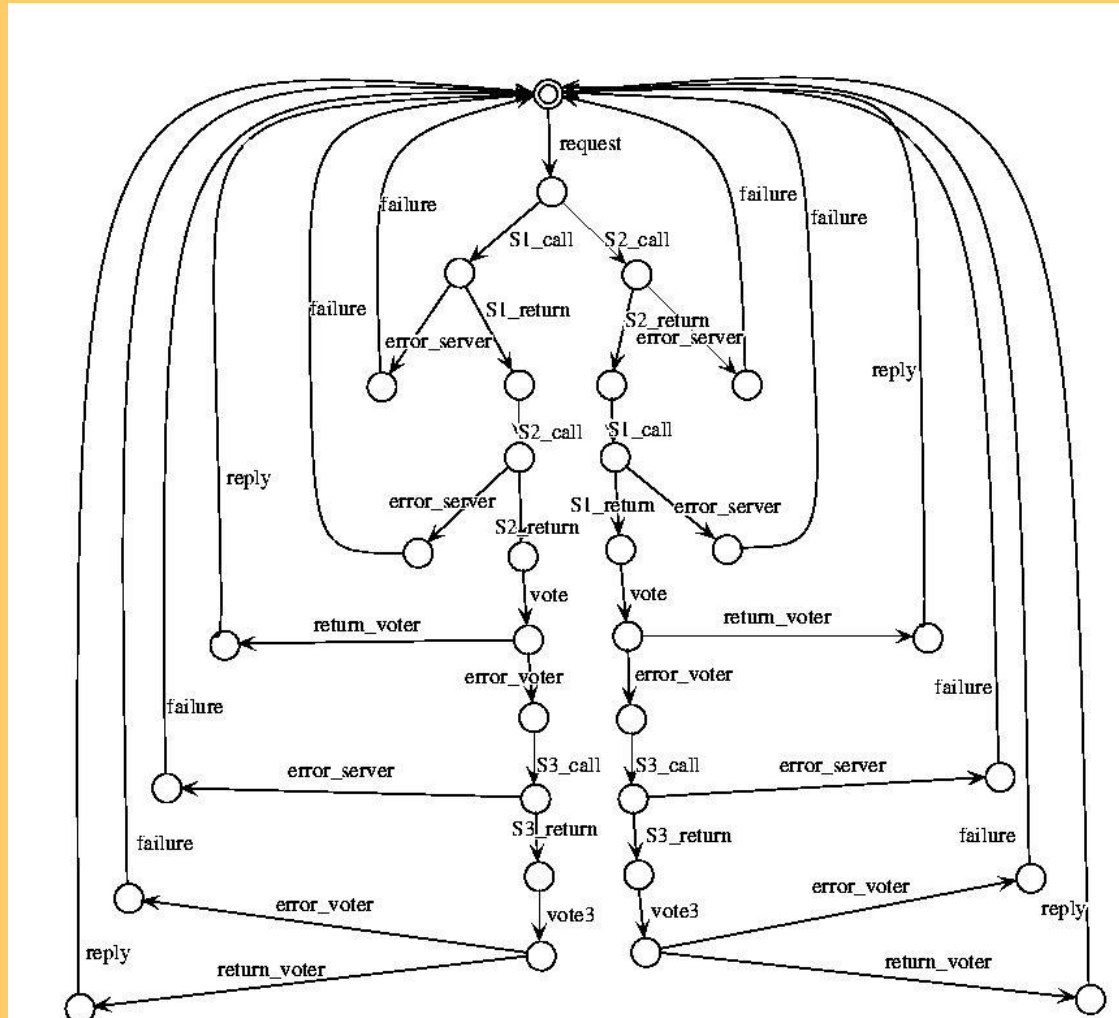 request
failure
failure
failure
S1_call
S2_call
failure
S1_return
S2_return
error_server
error_server
reply
S2_call
S1_call
reply
error_server
S2_return
S1_return
error_server
vote
vote
return_voter
return_voter
error_voter
error_voter
failure
failure
error_server
S3_call
S3_call
error_server
S3_return
S3_return
failure
failure
error_voter
error_voter
vote3
vote3
reply
reply
return_voter
return_voter